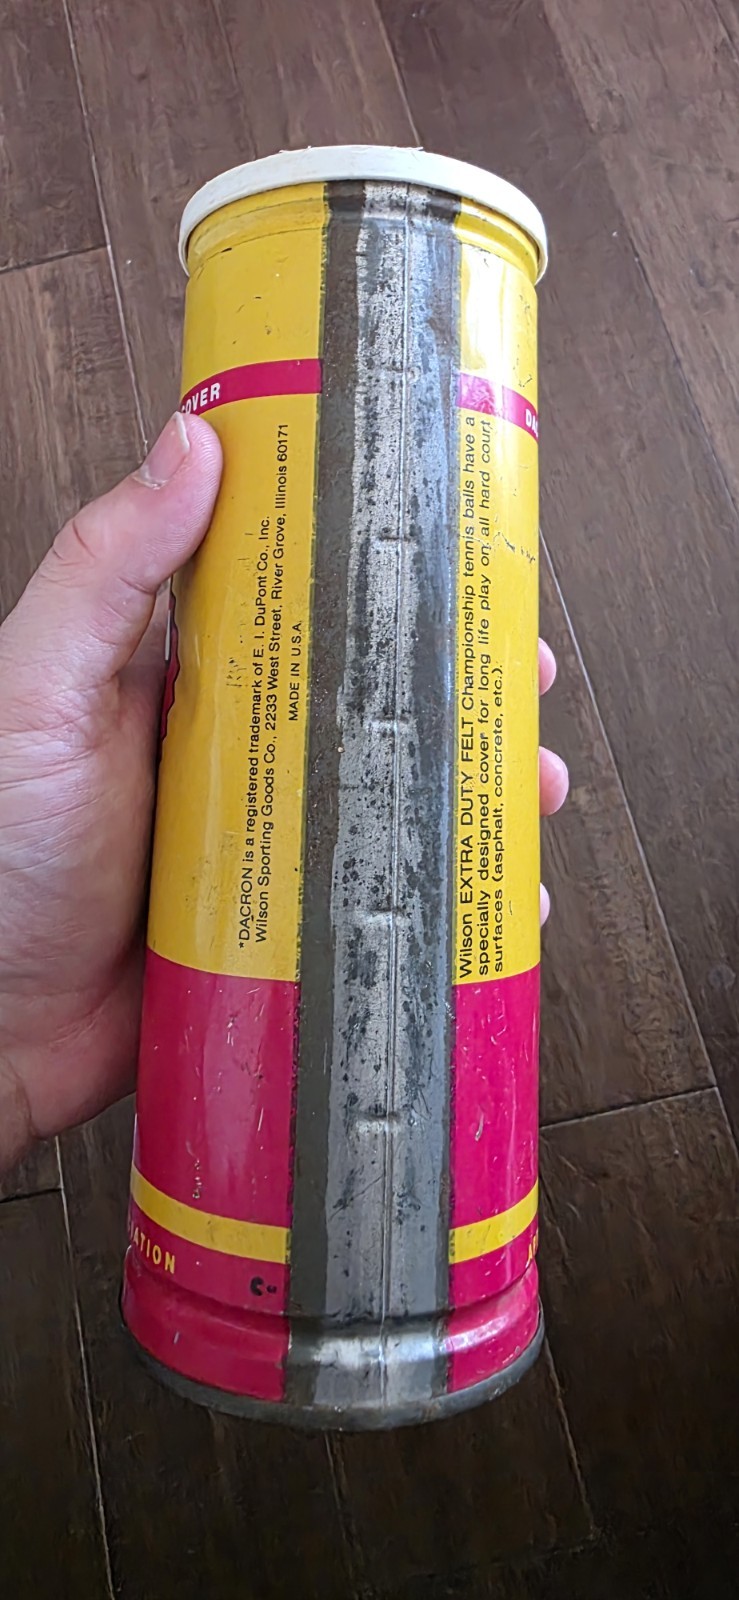 COVER
*DACRON is a registered trademark of E. I. DuPont Co., Inc.
Wilson Sporting Goods Co., 2233 West Street, River Grove, Illinois 60171
MADE IN U.S.A.
Wilson EXTRA DUTY FELT Championship tennis balls have a
specially designed cover for long life play on all hard court
surfaces (asphalt, concrete, etc.).